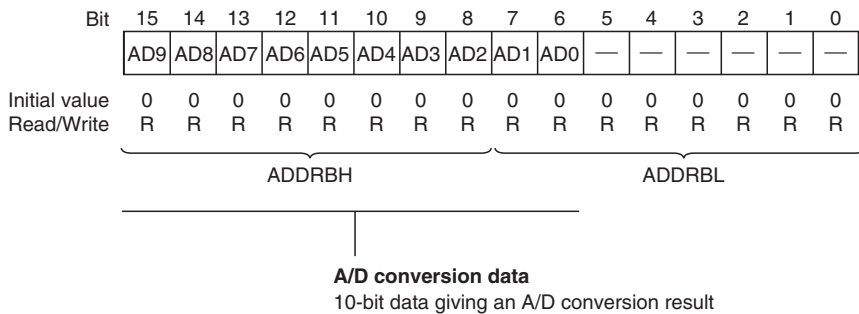 Bit 15 14 13 12 11 10 9 8 7 6 5 4 3 2 1 0
AD9 AD8 AD7 AD6 AD5 AD4 AD3 AD2 AD1 AD0 — — — — — —
Initial value 0 0 0 0 0 0 0 0 0 0 0 0 0 0 0 0
Read/Write R R R R R R R R R R R R R R R R
ADDRBH ADDRBL
A/D conversion data
10-bit data giving an A/D conversion result